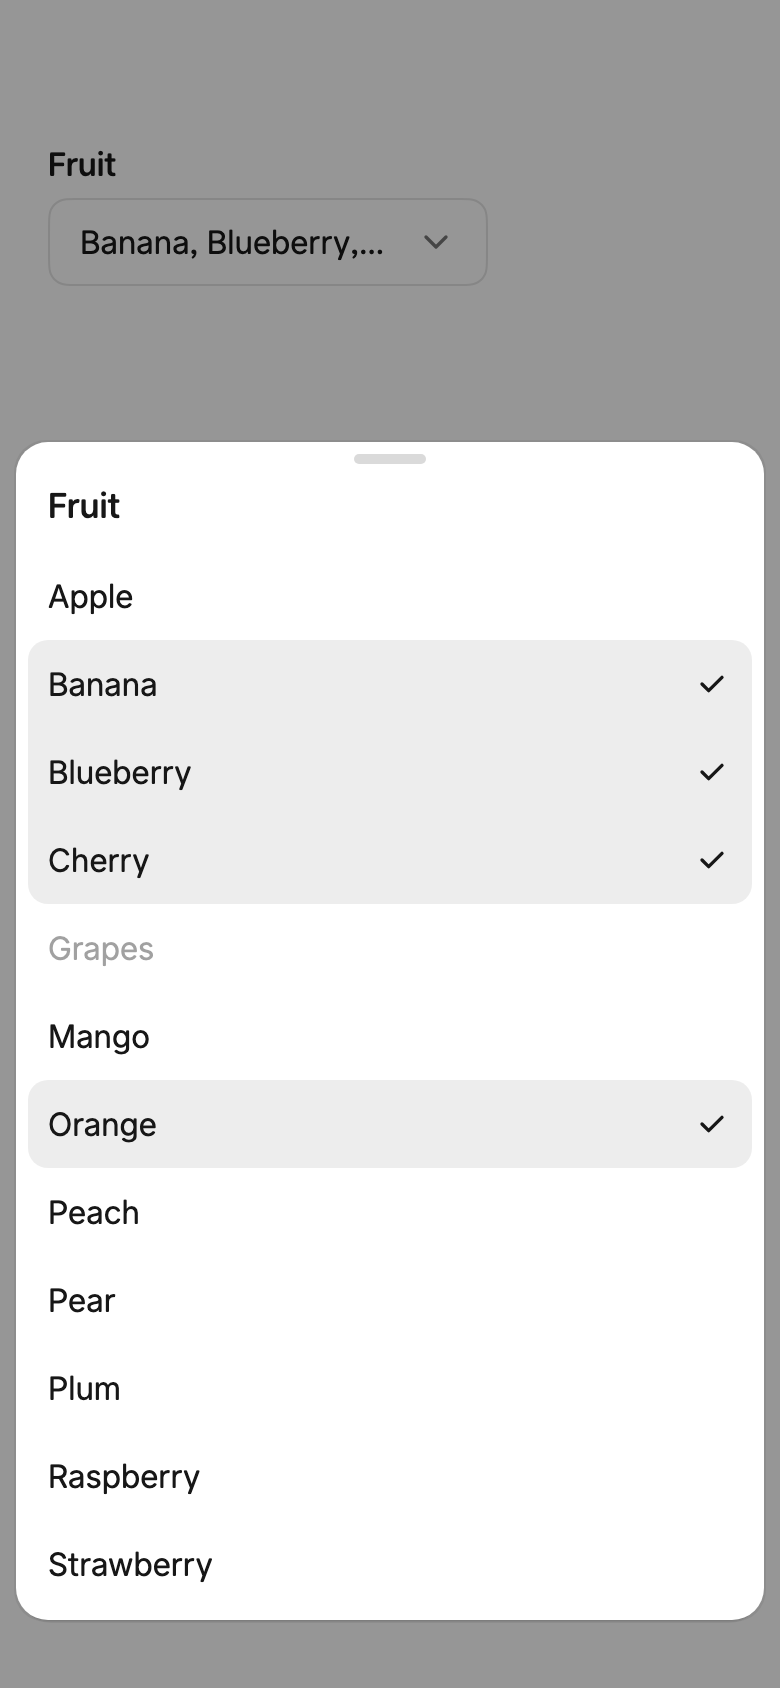 Fruit
Banana, Blueberry,...
Fruit
Apple
Banana
Blueberry
Cherry
Grapes
Mango
Orange
Peach
Pear
Plum
Raspberry
Strawberry